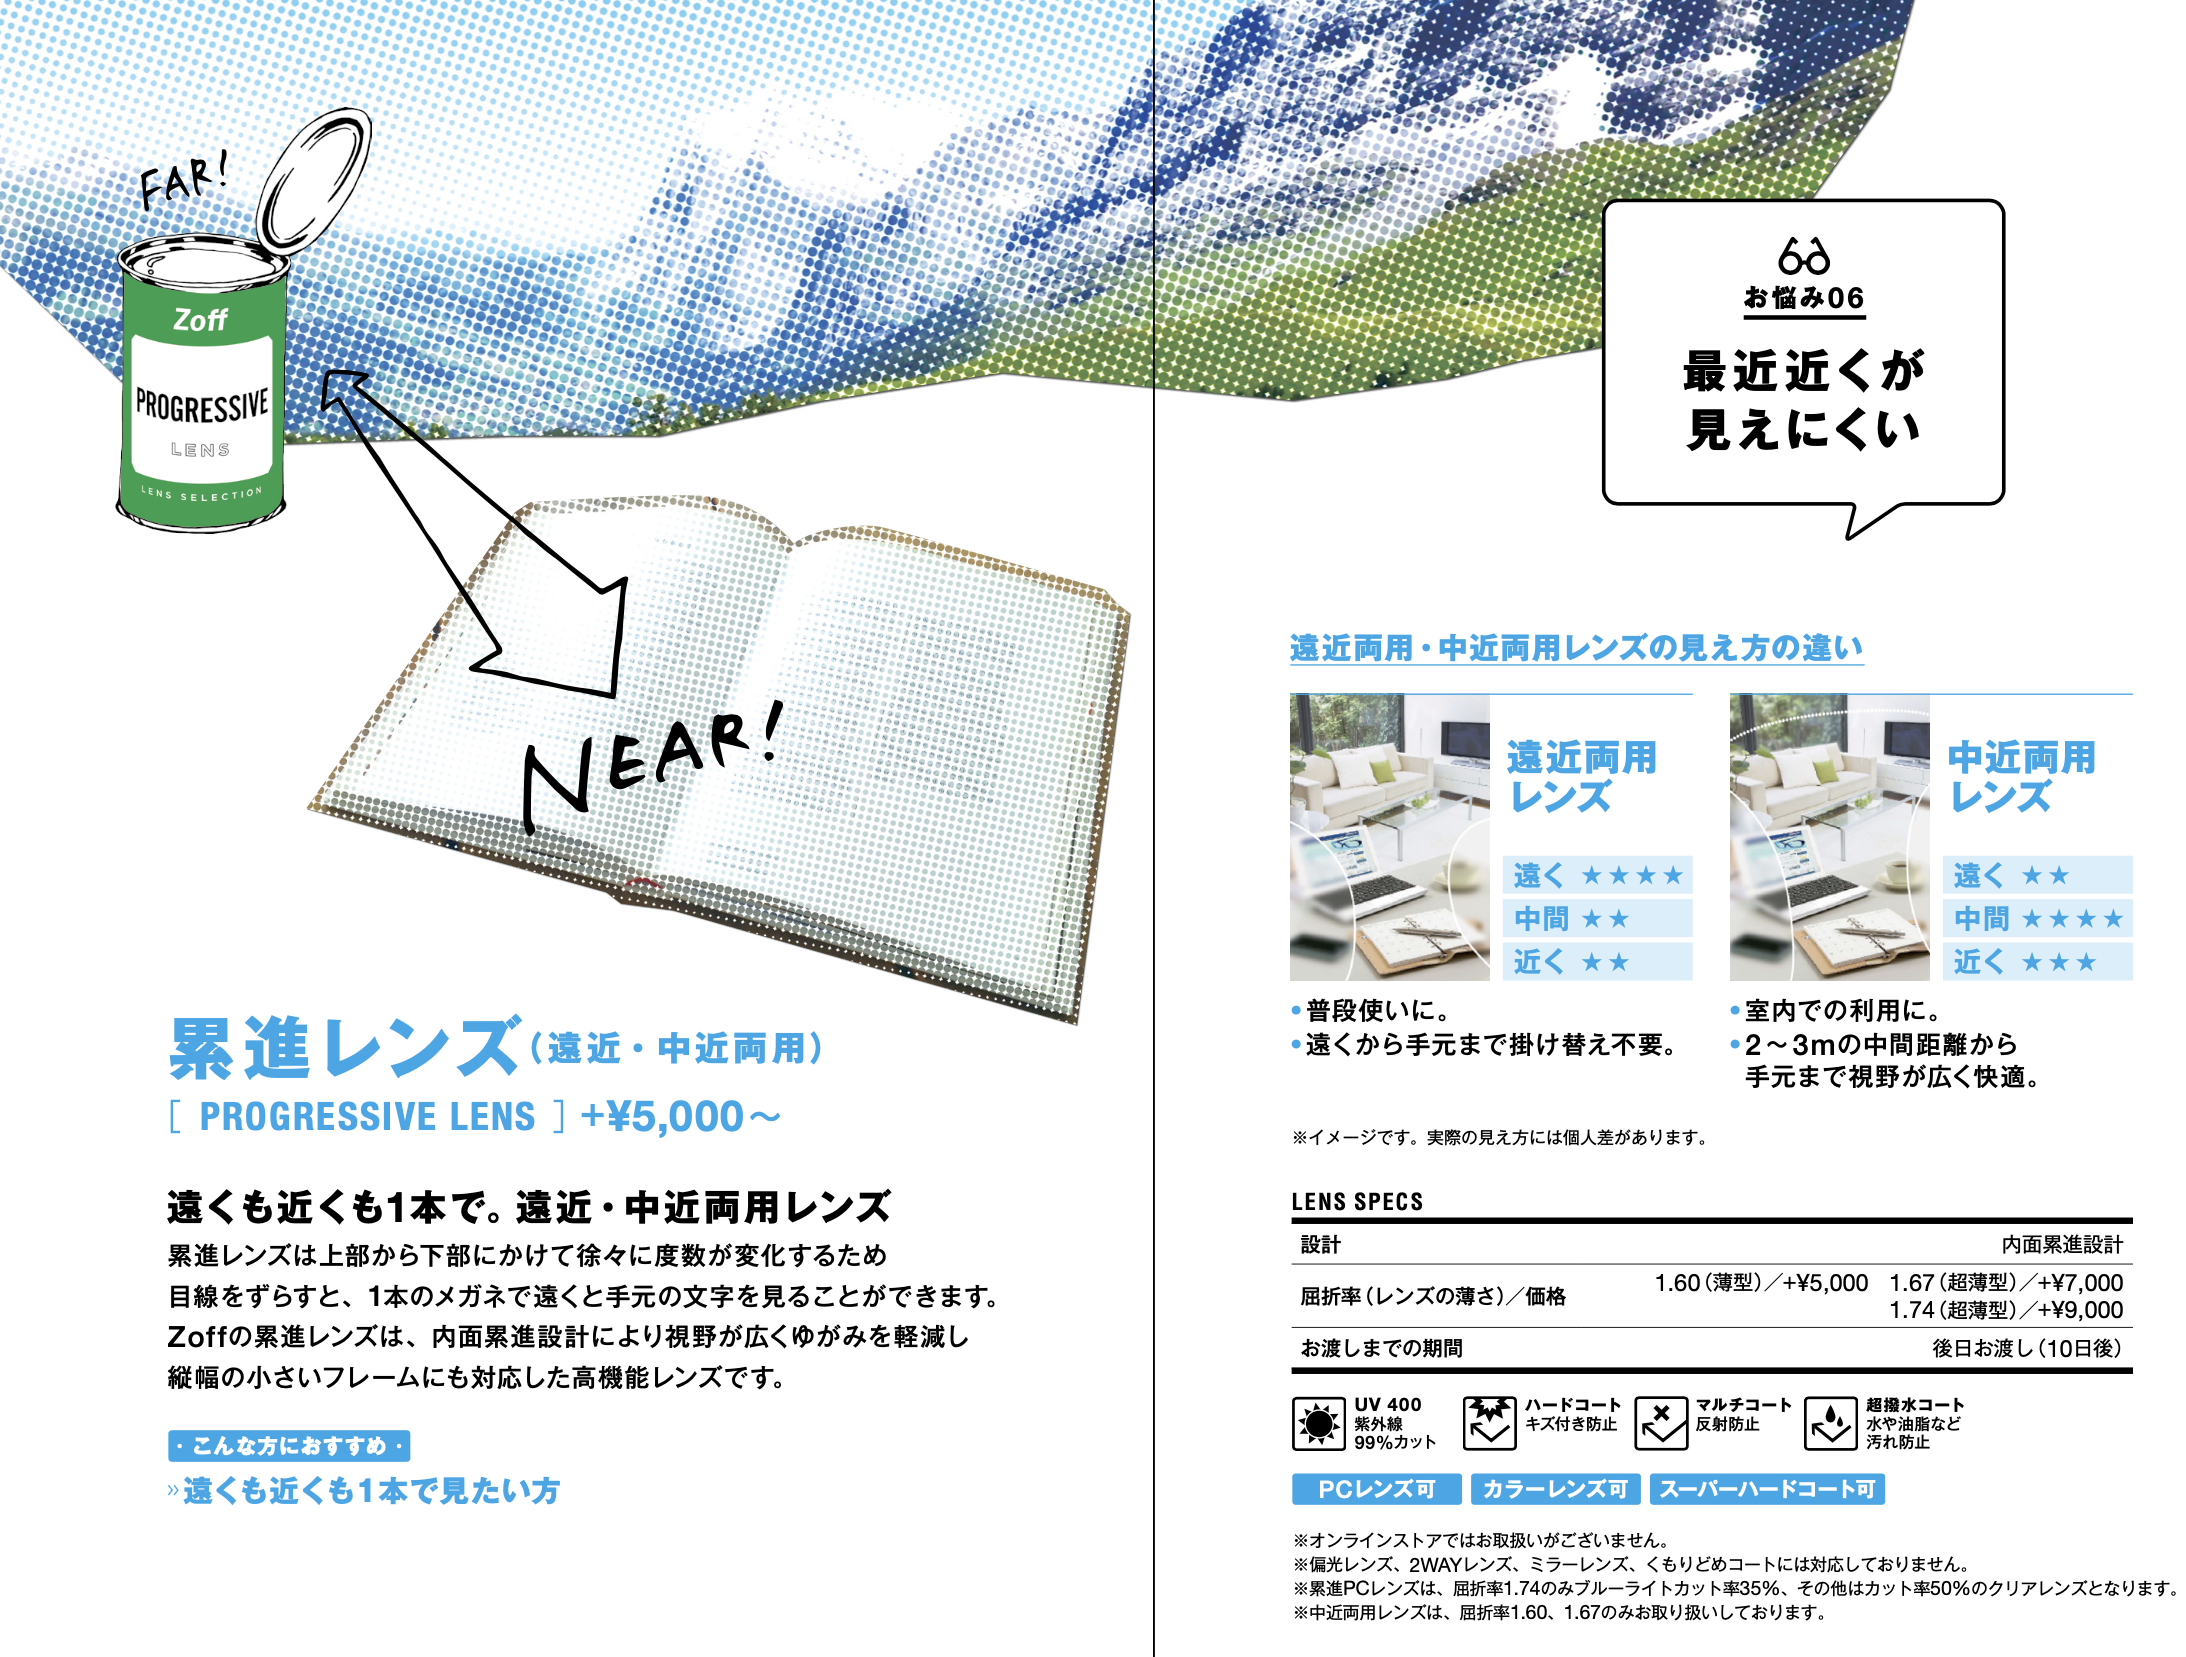 FAR!
Zoff
PROGRESSIVE
LENS
LENS SELECTION
NEAR!
累進レンズ(遠近・中近両用)
[ PROGRESSIVE LENS ] +¥5,000〜
遠くも近くも1本で。遠近・中近両用レンズ
累進レンズは上部から下部にかけて徐々に度数が変化するため
目線をずらすと、1本のメガネで遠くと手元の文字を見ることができます。
Zoffの累進レンズは、内面累進設計により視野が広くゆがみを軽減し
縦幅の小さいフレームにも対応した高機能レンズです。
・こんな方におすすめ・
»遠くも近くも1本で見たい方
お悩み06
最近近くが
見えにくい
遠近両用・中近両用レンズの見え方の違い
遠近両用
レンズ
遠く ★★★★
中間 ★★
近く ★★
•普段使いに。
•遠くから手元まで掛け替え不要。
中近両用
レンズ
遠く ★★
中間 ★★★★
近く ★★★
•室内での利用に。
•2〜3mの中間距離から
手元まで視野が広く快適。
※イメージです。実際の見え方には個人差があります。
LENS SPECS
設計 内面累進設計
屈折率(レンズの薄さ)/価格 1.60(薄型)/+¥5,000 1.67(超薄型)/+¥7,000
1.74(超薄型)/+¥9,000
お渡しまでの期間 後日お渡し(10日後)
UV 400
紫外線
99%カット
ハードコート
キズ付き防止
マルチコート
反射防止
超撥水コート
水や油脂など
汚れ防止
PCレンズ可 カラーレンズ可 スーパーハードコート可
※オンラインストアではお取扱いがございません。
※偏光レンズ、2WAYレンズ、ミラーレンズ、くもりどめコートには対応しておりません。
※累進PCレンズは、屈折率1.74のみブルーライトカット率35%、その他はカット率50%のクリアレンズとなります。
※中近両用レンズは、屈折率1.60、1.67のみお取り扱いしております。